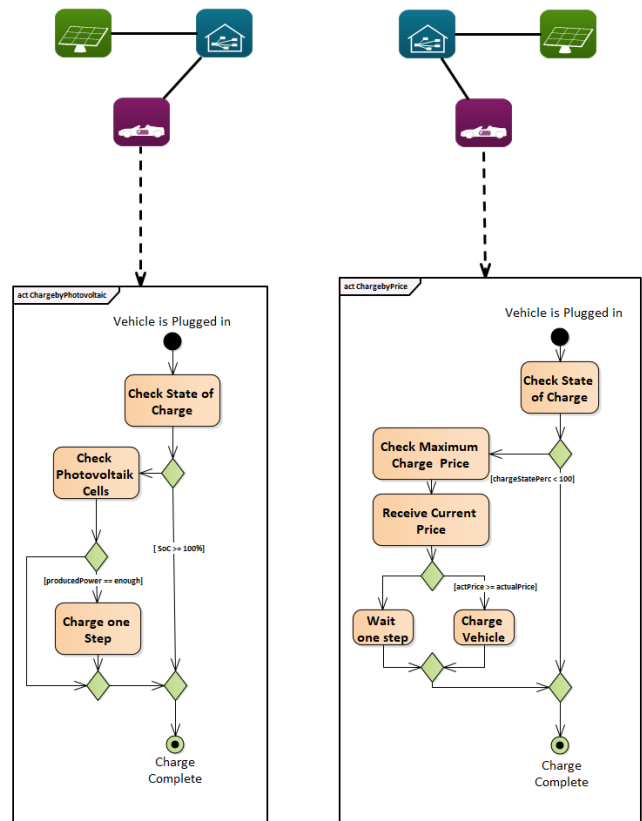 act ChargebyPhotovoltaic
Vehicle is Plugged in
Check State of
Charge
Check
Photovoltaik
Cells
[ SoC >= 100%]
[producedPower == enough]
Charge one
Step
Charge
Complete
act ChargebyPrice
Vehicle is Plugged in
Check State
of Charge
Check Maximum
Charge Price
[chargeStatePerc < 100]
Receive Current
Price
[actPrice >= actualPrice]
Wait
one step
Charge
Vehicle
Charge
Complete